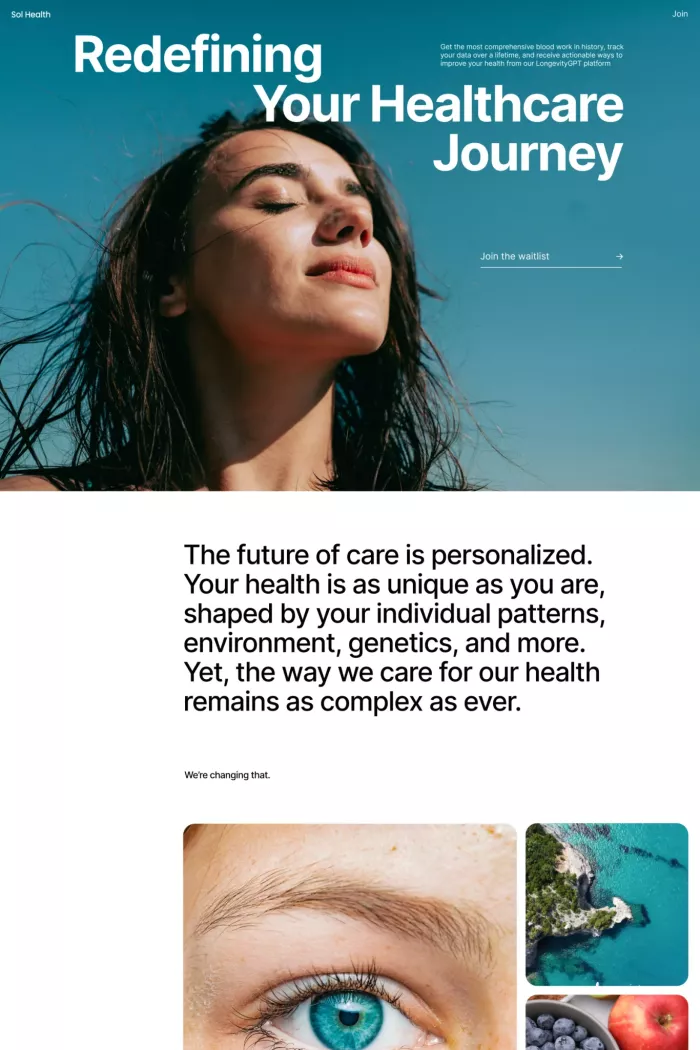 Sol Health
Join
Redefining
Get the most comprehensive blood work in history, track
your data over a lifetime, and receive actionable ways to
improve your health from our LongevityGPT platform
Your Healthcare
Journey
Join the waitlist →
The future of care is personalized.
Your health is as unique as you are,
shaped by your individual patterns,
environment, genetics, and more.
Yet, the way we care for our health
remains as complex as ever.
We're changing that.